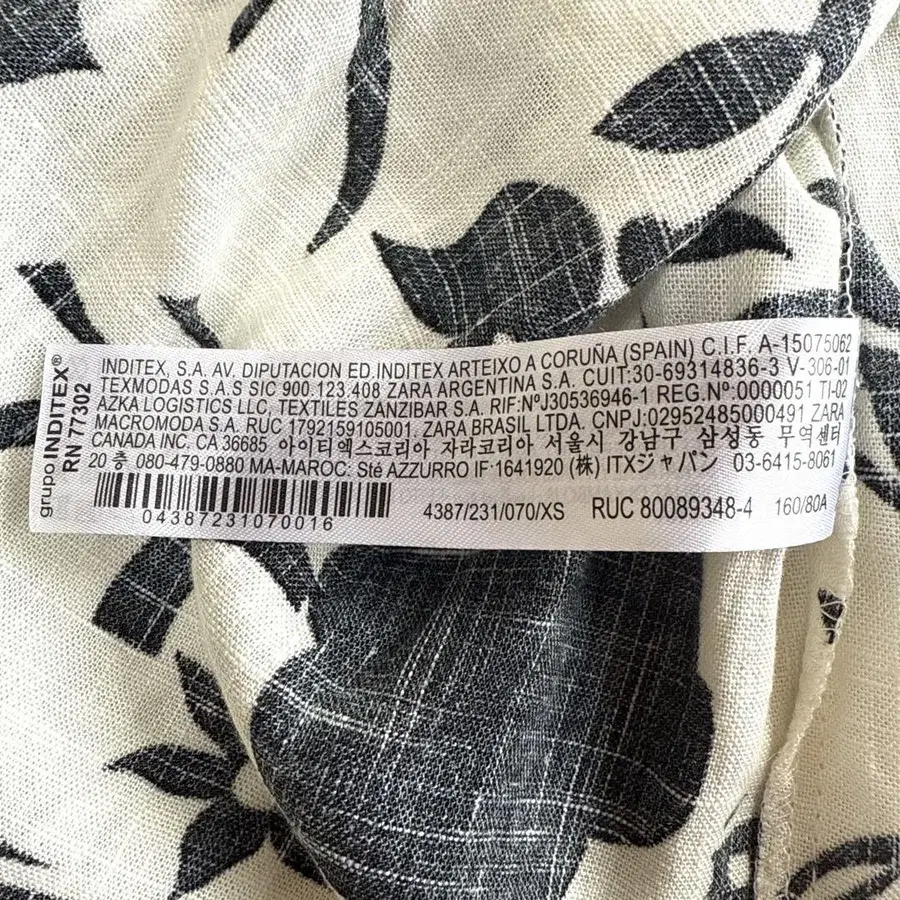 grupo INDITEX®
RN 77302
INDITEX, S.A. AV. DIPUTACION ED.INDITEX ARTEIXO A CORUÑA (SPAIN) C.I.F. A-15075062
TEXMODAS S.A.S SIC 900.123.408 ZARA ARGENTINA S.A. CUIT:30-69314836-3 V-306-01
AZKA LOGISTICS LLC, TEXTILES ZANZIBAR S.A. RIF:NºJ30536946-1 REG.Nº:0000051 TI-02
MACROMODA S.A. RUC 1792159105001. ZARA BRASIL LTDA. CNPJ:02952485000491 ZARA
CANADA INC. CA 36685 아이티엑스코리아 자라코리아 서울시 강남구 삼성동 무역센터
20 층 080-479-0880 MA-MAROC: Sté AZZURRO IF·1641920 (株) ITXジャパン 03-6415-8061
04387231070016
4387/231/070/XS RUC 80089348-4 160/80A